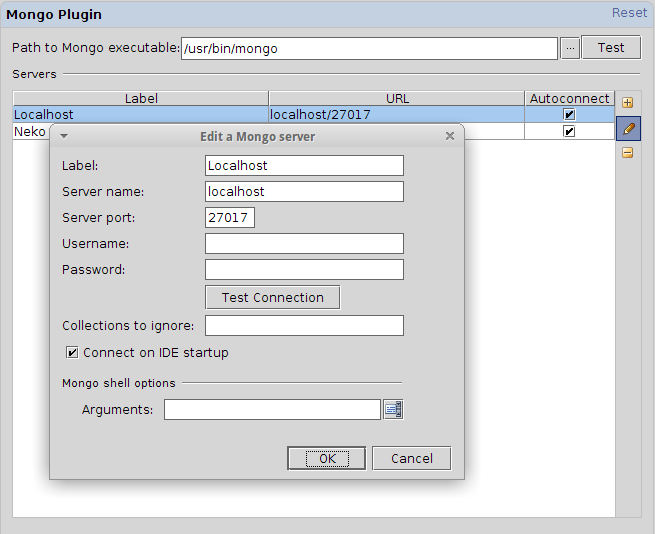 Mongo Plugin
Reset
Path to Mongo executable: /usr/bin/mongo ... Test
Servers
Label URL Autoconnect
Localhost localhost/27017
Neko
Edit a Mongo server
Label: Localhost
Server name: localhost
Server port: 27017
Username:
Password:
Test Connection
Collections to ignore:
Connect on IDE startup
Mongo shell options
Arguments:
OK Cancel